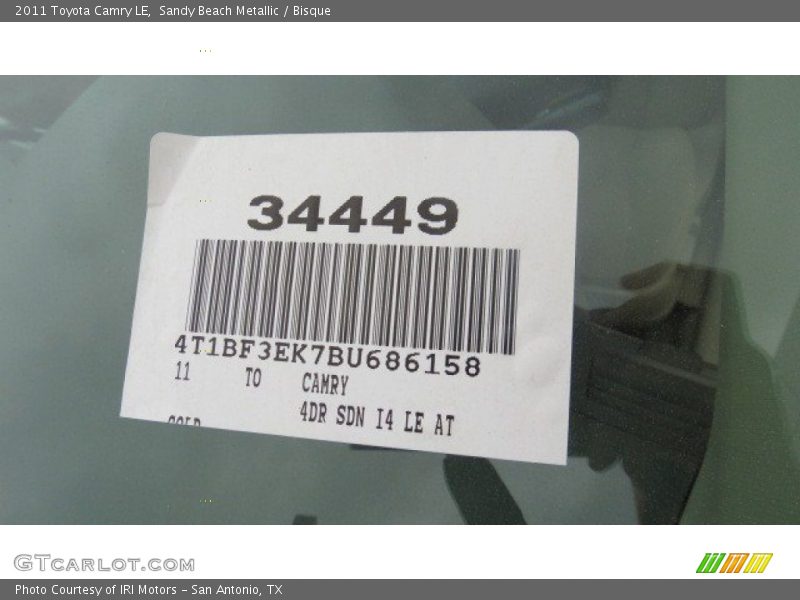 2011 Toyota Camry LE, Sandy Beach Metallic / Bisque
34449
4T1BF3EK7BU686158
11 TO CAMRY
4DR SDN I4 LE AT
GTCARLOT.COM
Photo Courtesy of IRI Motors - San Antonio, TX